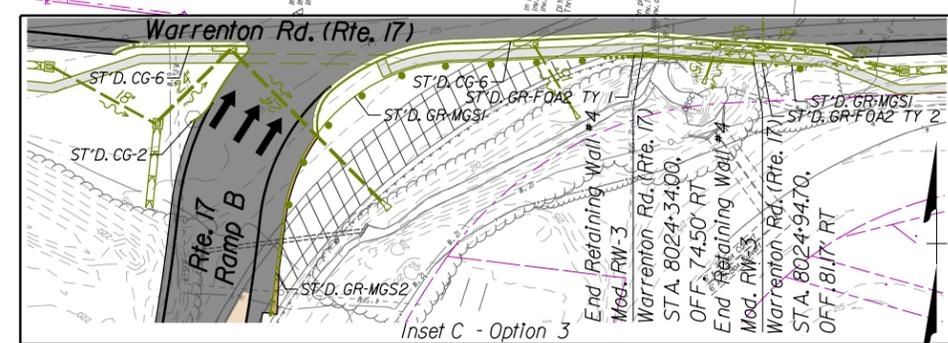 Warrenton Rd. (Rte. 17)
ST'D. CG-6
ST'D. CG-6
ST'D. GR-FOA2 TY 1
ST'D. GR-MGS1
ST'D. GR-MGS1
ST'D. GR-FOA2 TY 2
18"
ST'D. CG-2
Rte. 17
Ramp B
ST'D. GR-MGS2
End Retaining Wall #4
Mod. RW-3
Warrenton Rd. (Rte. 17)
STA. 8024+34.00,
OFF 74.50' RT
End Retaining Wall #4
Mod. RW-3
Warrenton Rd. (Rte. 17)
STA. 8024+94.70,
OFF 81.17' RT
Inset C - Option 3